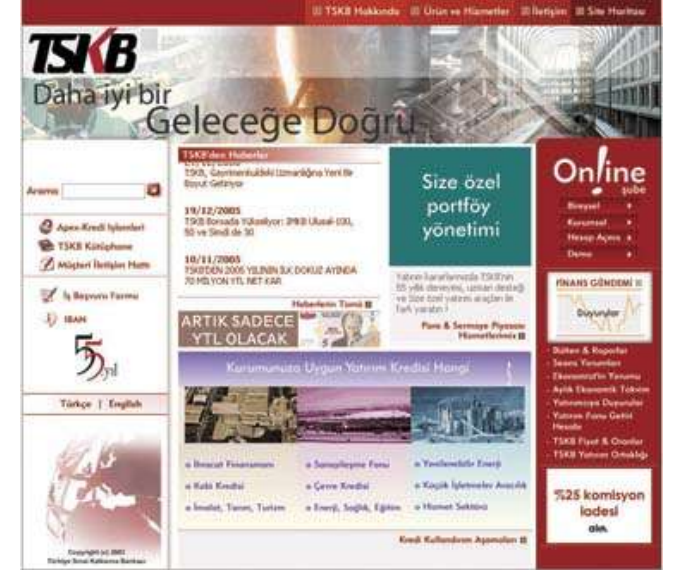 TSKB Hakkında
Ürün ve Hizmetler
İletişim
Site Haritası
TSKB
Daha iyi bir
Geleceğe Doğru
Arama
Apex-Kredi İşlemleri
TSKB Kütüphane
Müşteri İletişim Hattı
İş Başvuru Formu
IBAN
55.yıl
Türkçe | English
Copyright (c) 2005
Türkiye Sınai Kalkınma Bankası
TSKB'den Haberler
TSKB, Gayrimenkuldeki Uzmanlığına Yeni Bir
Boyut Getiriyor
19/12/2005
TSKB Borsada Yükseliyor: İMKB Ulusal-100,
50 ve Şimdi de 30
10/11/2005
TSKB'DEN 2005 YILININ İLK DOKUZ AYINDA
70 MİLYON YTL NET KAR
Haberlerin Tümü
ARTIK SADECE
YTL OLACAK
Size özel
portföy
yönetimi
Yatırım kararlarınızda TSKB'nin
55 yıllık deneyimi, uzman desteği
ve size özel yatırım araçları ile
fark yaratın !
Para & Sermaye Piyasası
Hizmetlerimiz
Kurumunuza Uygun Yatırım Kredisi Hangi
İhracat Finansmanı
Kobi Kredisi
İmalat, Tarım, Turizm
Sanayileşme Fonu
Çevre Kredisi
Enerji, Sağlık, Eğitim
Yenilenebilir Enerji
Küçük İşletmeler Aracılık
Hizmet Sektörü
Kredi Kullandırım Aşamaları
Online
şube
Bireysel
Kurumsal
Hesap Açma
Demo
FİNANS GÜNDEMİ
Duyurular
Bülten & Raporlar
Seans Yorumları
Ekonomist'in Yorumu
Aylık Ekonomik Takvim
Yatırımcıya Duyurular
Yatırım Fonu Getiri
Hesabı
TSKB Fiyat & Oranlar
TSKB Yatırım Ortaklığı
%25 komisyon
iadesi
alın.